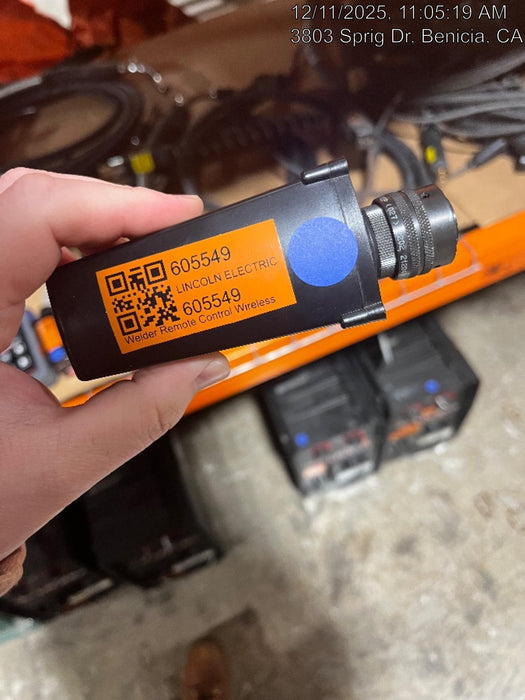 12/11/2025, 11:05:19 AM
3803 Sprig Dr, Benicia, CA
605549
LINCOLN ELECTRIC
605549
Welder Remote Control Wireless